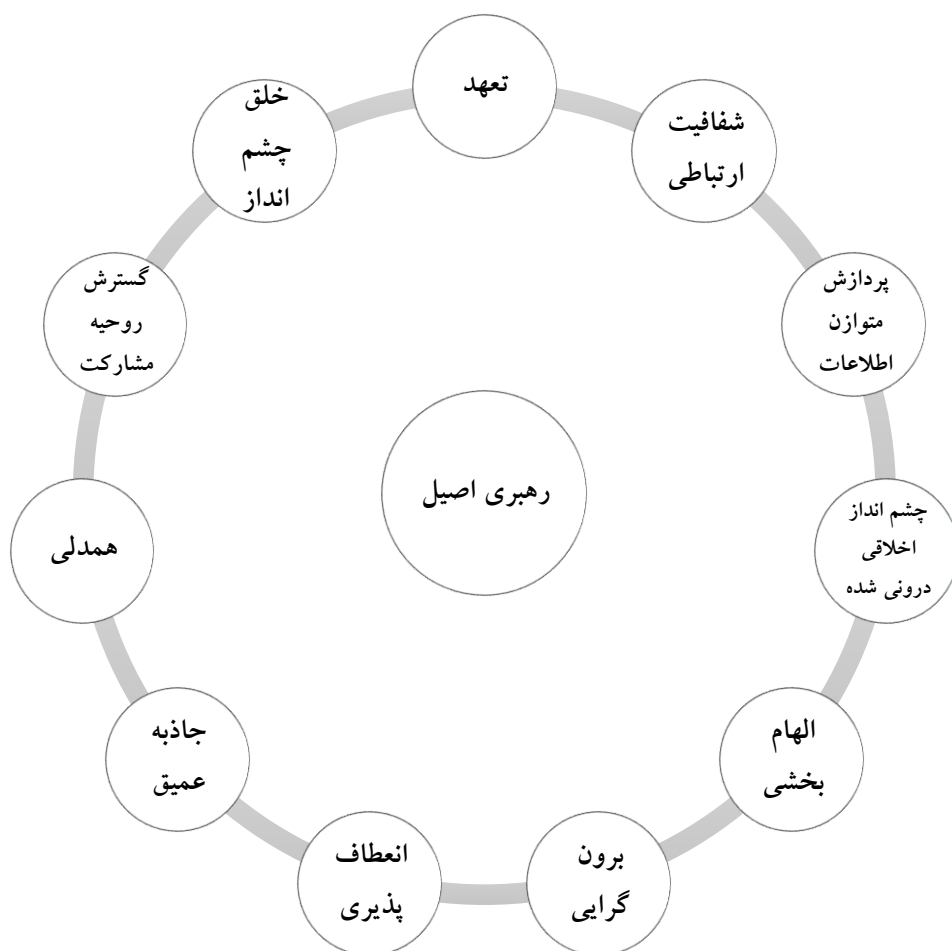 تعهد
شفافیت
ارتباطی
پردازش
متوازن
اطلاعات
چشم انداز
اخلاقی
درونی شده
الهام
بخشی
برون
گرایی
انعطاف
پذیری
جاذبه
عمیق
همدلی
گسترش
روحیه
مشارکت
خلق
چشم
انداز
رهبری اصیل